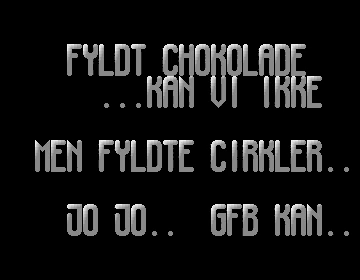 FYLDT CHOKOLADE
...KAN VI IKKE
MEN FYLDTE CIRKLER..
JO JO..  GFB KAN..